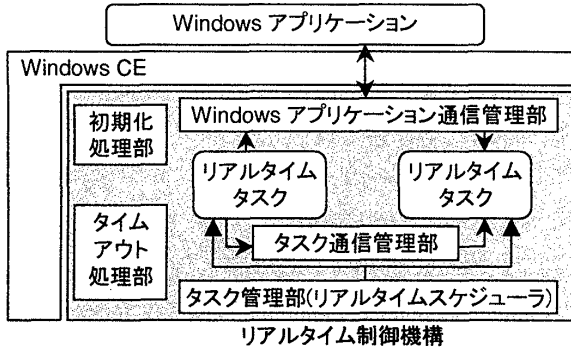 Windows アプリケーション
Windows CE
初期化
処理部
Windows アプリケーション通信管理部
リアルタイム
タスク
リアルタイム
タスク
タイム
アウト
処理部
タスク通信管理部
タスク管理部(リアルタイムスケジューラ)
リアルタイム制御機構